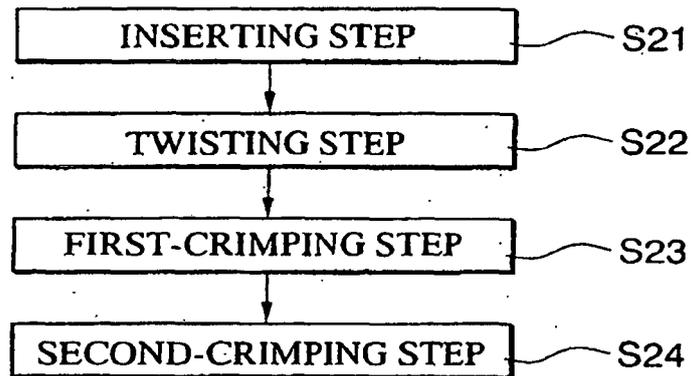 INSERTING STEP S21
TWISTING STEP S22
FIRST-CRIMPING STEP S23
SECOND-CRIMPING STEP S24